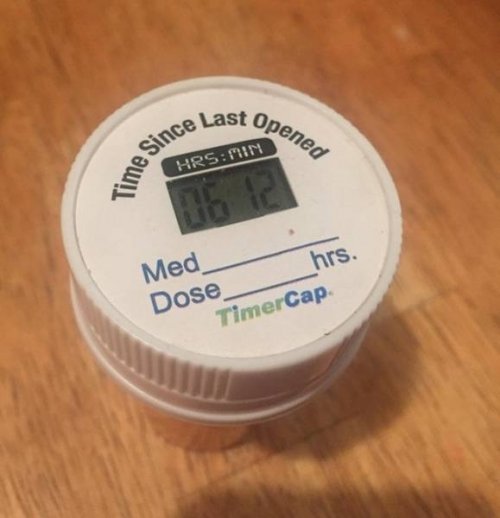 Time Since Last Opened
HRS:MIN
06 12
Med
Dose hrs.
TimerCap